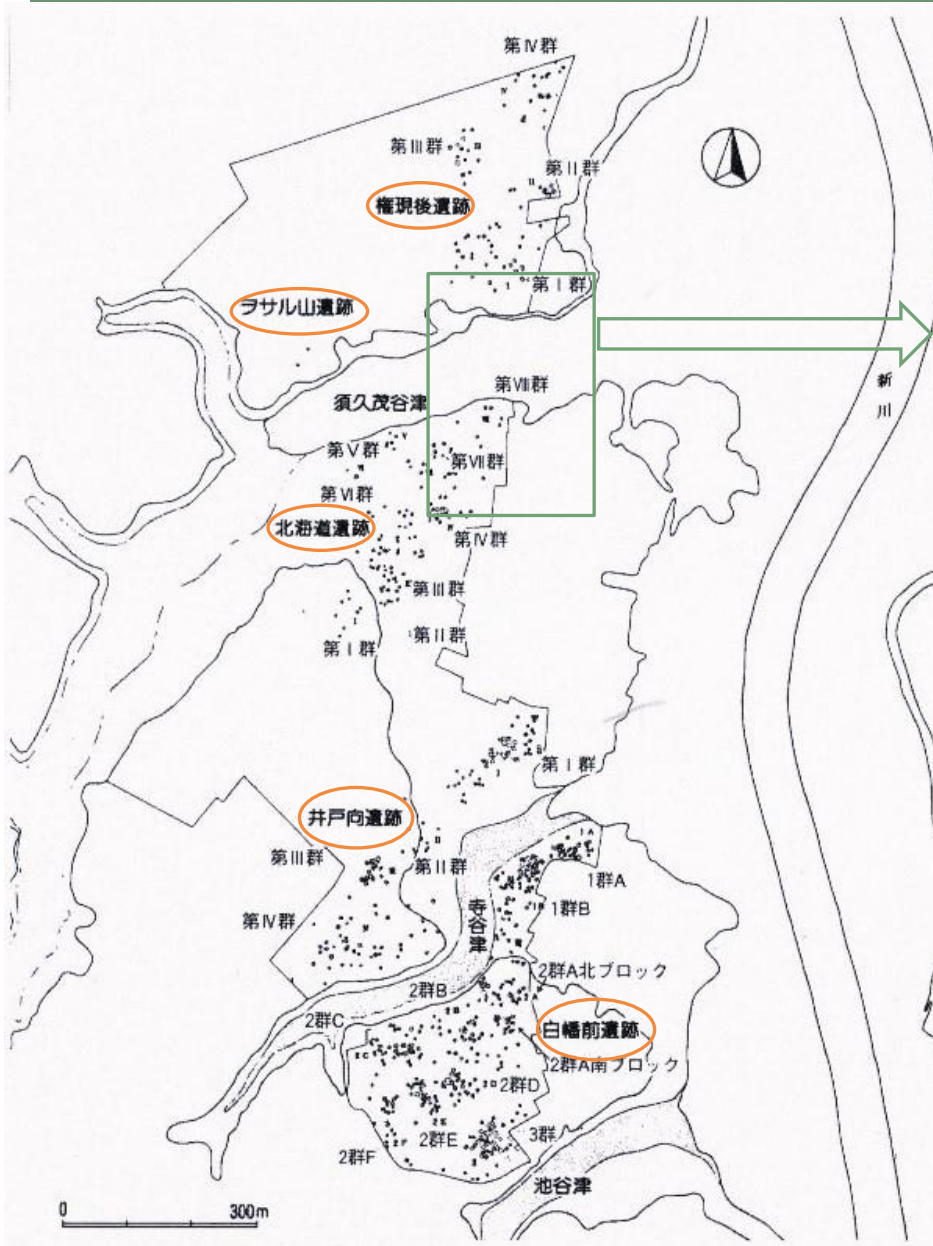 第Ⅳ群
第Ⅲ群
第Ⅱ群
権現後遺跡
第Ⅰ群
ヲサル山遺跡
新川
第Ⅷ群
須久茂谷津
第Ⅴ群
第Ⅶ群
第Ⅵ群
北海道遺跡
第Ⅳ群
第Ⅲ群
第Ⅱ群
第Ⅰ群
第Ⅰ群
井戸向遺跡
1A
第Ⅲ群
第Ⅱ群
1群A
1B
1群B
第Ⅳ群
寺谷津
2群A北ブロック
2群B
2群C
白幡前遺跡
2群A南ブロック
2群D
2群E
3群
2群F
池谷津
0
300m